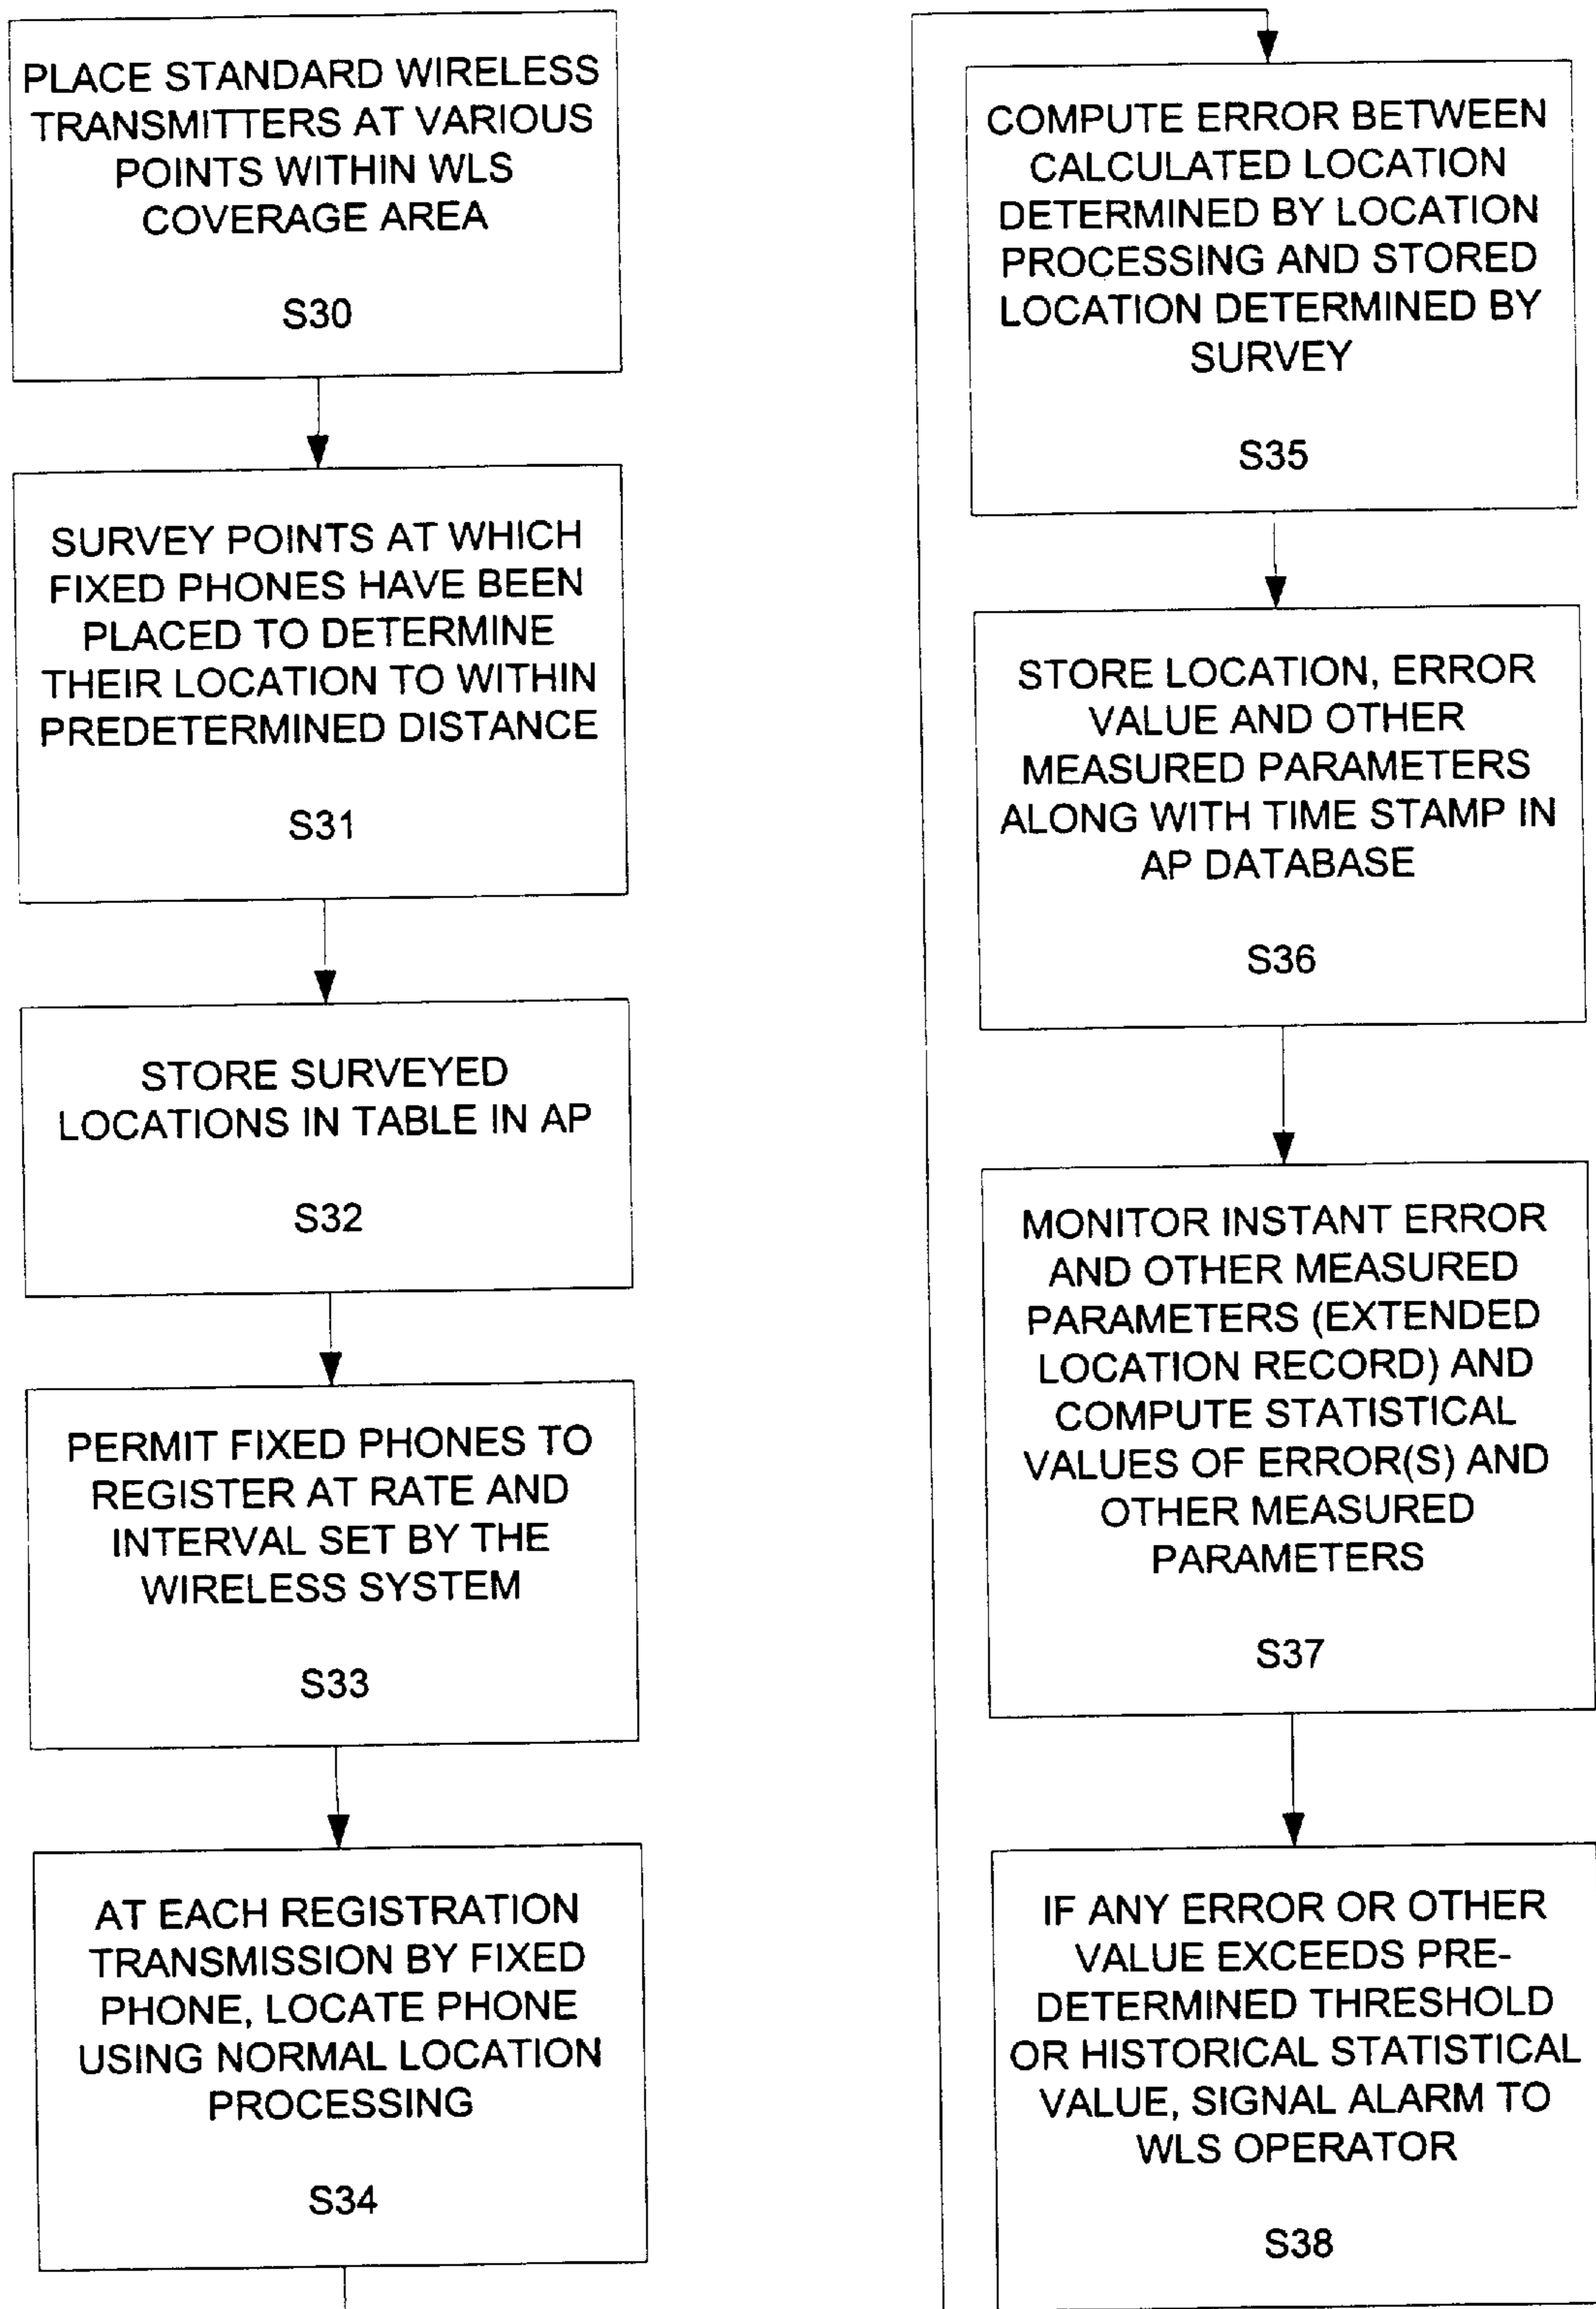 PLACE STANDARD WIRELESS
TRANSMITTERS AT VARIOUS
POINTS WITHIN WLS
COVERAGE AREA
S30
SURVEY POINTS AT WHICH
FIXED PHONES HAVE BEEN
PLACED TO DETERMINE
THEIR LOCATION TO WITHIN
PREDETERMINED DISTANCE
S31
STORE SURVEYED
LOCATIONS IN TABLE IN AP
S32
PERMIT FIXED PHONES TO
REGISTER AT RATE AND
INTERVAL SET BY THE
WIRELESS SYSTEM
S33
AT EACH REGISTRATION
TRANSMISSION BY FIXED
PHONE, LOCATE PHONE
USING NORMAL LOCATION
PROCESSING
S34
COMPUTE ERROR BETWEEN
CALCULATED LOCATION
DETERMINED BY LOCATION
PROCESSING AND STORED
LOCATION DETERMINED BY
SURVEY
S35
STORE LOCATION, ERROR
VALUE AND OTHER
MEASURED PARAMETERS
ALONG WITH TIME STAMP IN
AP DATABASE
S36
MONITOR INSTANT ERROR
AND OTHER MEASURED
PARAMETERS (EXTENDED
LOCATION RECORD) AND
COMPUTE STATISTICAL
VALUES OF ERROR(S) AND
OTHER MEASURED
PARAMETERS
S37
IF ANY ERROR OR OTHER
VALUE EXCEEDS PRE-
DETERMINED THRESHOLD
OR HISTORICAL STATISTICAL
VALUE, SIGNAL ALARM TO
WLS OPERATOR
S38